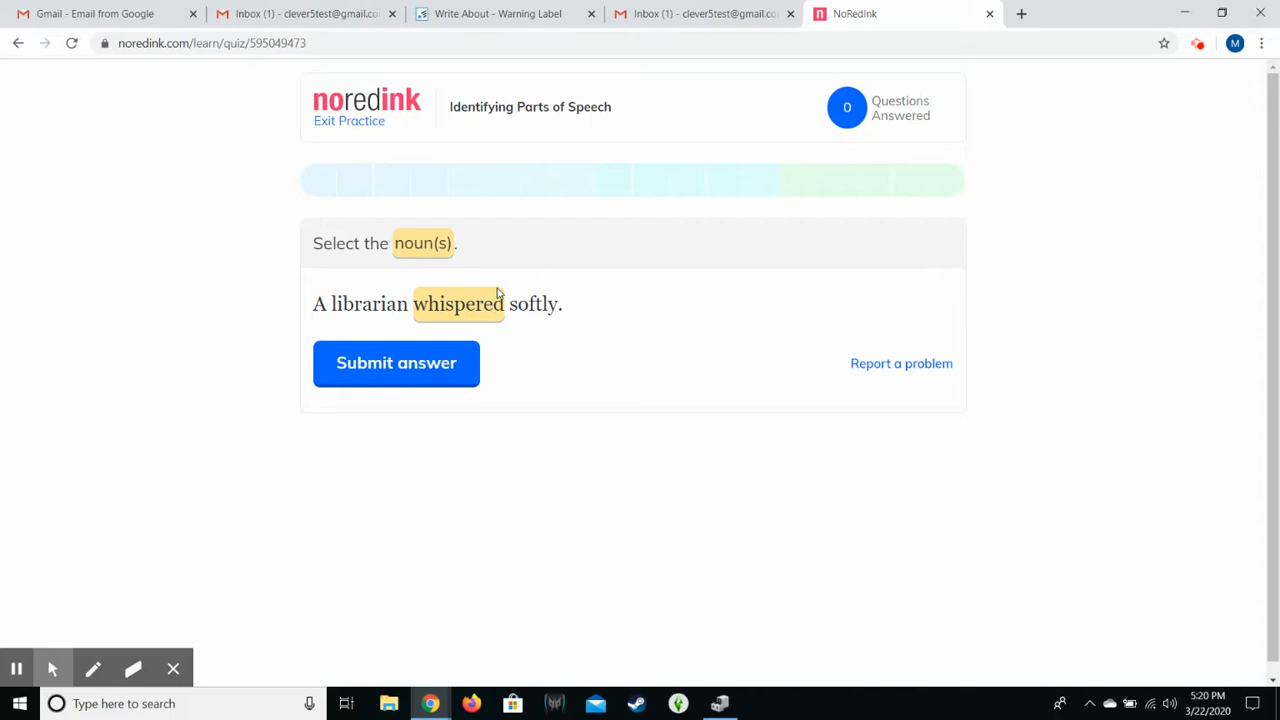 Gmail - Email from Google
Inbox (1) - clever5test@gmail.co
Write About - Warning Label
Inbox (1) - clever5test@gmail.co
NoRedInk
noredink.com/learn/quiz/595049473
M
noredink
Exit Practice
Identifying Parts of Speech
0
Questions
Answered
Select the noun(s).
A librarian whispered softly.
Submit answer
Report a problem
Type here to search
5:20 PM
3/22/2020